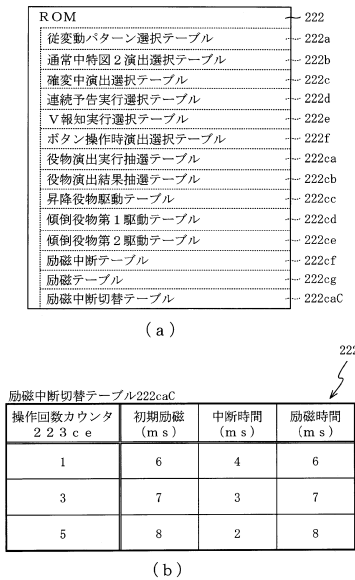 ROM 222
従変動パターン選択テーブル 222a
通常中特図2演出選択テーブル 222b
確変中演出選択テーブル 222c
連続予告実行選択テーブル 222d
V報知実行選択テーブル 222e
ボタン操作時演出選択テーブル 222f
役物演出実行抽選テーブル 222ca
役物演出結果抽選テーブル 222cb
昇降役物駆動テーブル 222cc
傾倒役物第1駆動テーブル 222cd
傾倒役物第2駆動テーブル 222ce
励磁中断テーブル 222cf
励磁テーブル 222cg
励磁中断切替テーブル 222caC
(a)
222
励磁中断切替テーブル222caC
操作回数カウンタ 223ce 初期励磁 (ms) 中断時間 (ms) 励磁時間 (ms)
1 6 4 6
3 7 3 7
5 8 2 8
(b)